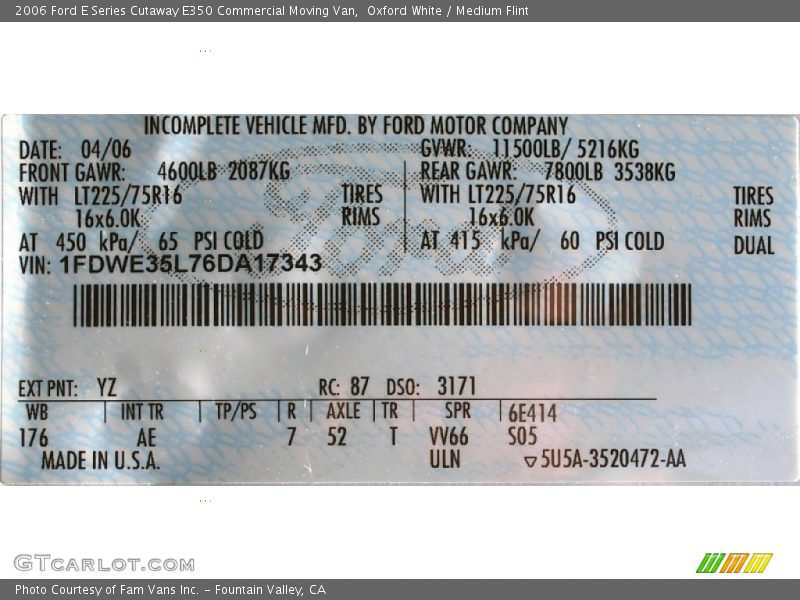 2006 Ford E Series Cutaway E350 Commercial Moving Van,  Oxford White / Medium Flint
INCOMPLETE VEHICLE MFD. BY FORD MOTOR COMPANY
DATE: 04/06 GVWR: 11500LB/ 5216KG
FRONT GAWR: 4600LB 2087KG REAR GAWR: 7800LB 3538KG
WITH LT225/75R16 TIRES WITH LT225/75R16 TIRES
16x6.0K RIMS 16x6.0K RIMS
AT 450 kPa/ 65 PSI COLD AT 415 kPa/ 60 PSI COLD DUAL
VIN: 1FDWE35L76DA17343
Ford
EXT PNT: YZ RC: 87 DSO: 3171
WB INT TR TP/PS R AXLE TR SPR 6E414
176 AE 7 52 T VV66 S05
MADE IN U.S.A. ULN ▽5U5A-3520472-AA
GTCARLOT.COM
Photo Courtesy of Fam Vans Inc. - Fountain Valley, CA